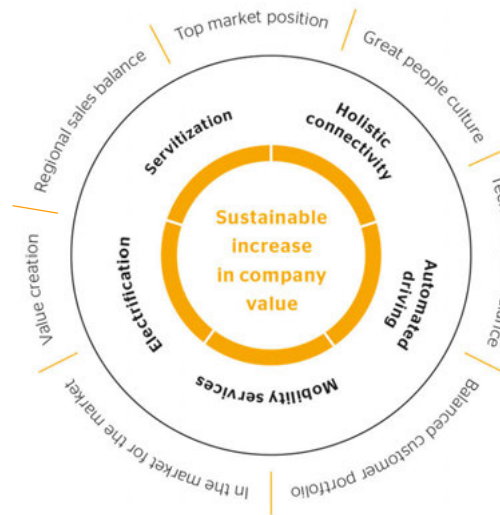 Top market position
Great people culture
Balanced customer portfolio
In the market for the market
Value creation
Regional sales balance
Servitization
Holistic
connectivity
Automated
driving
Mobility services
Electrification
Sustainable
increase
in company
value